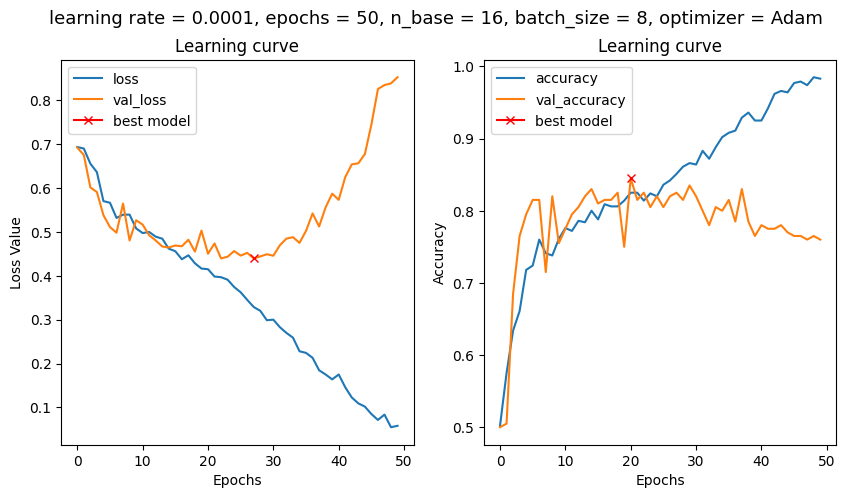 learning rate = 0.0001, epochs = 50, n_base = 16, batch_size = 8, optimizer = Adam
Learning curve
loss
val_loss
best model
0.8
0.7
0.6
0.5
0.4
0.3
0.2
0.1
Loss Value
0
10
20
30
40
50
Epochs
Learning curve
accuracy
val_accuracy
best model
1.0
0.9
0.8
0.7
0.6
0.5
Accuracy
0
10
20
30
40
50
Epochs